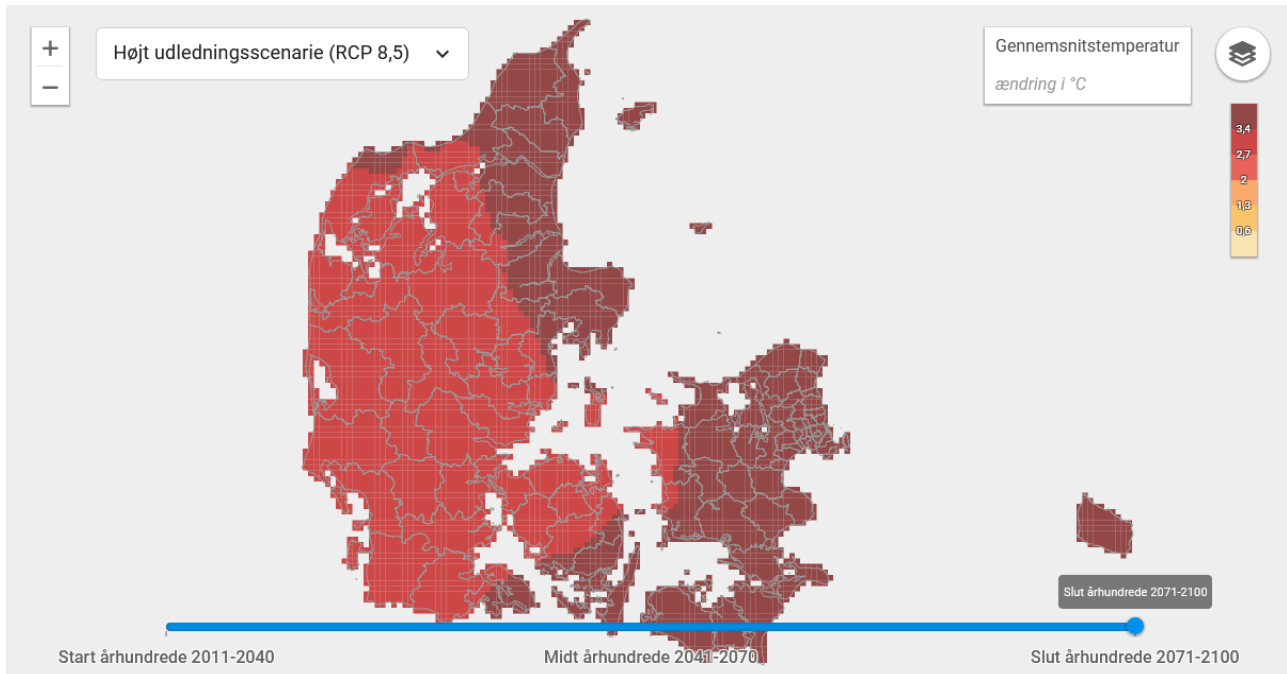 +
−
Højt udledningsscenarie (RCP 8,5)
Gennemsnitstemperatur
ændring i °C
3,4
2,7
2
1,3
0,6
Slut århundrede 2071-2100
Start århundrede 2011-2040
Midt århundrede 2041-2070
Slut århundrede 2071-2100